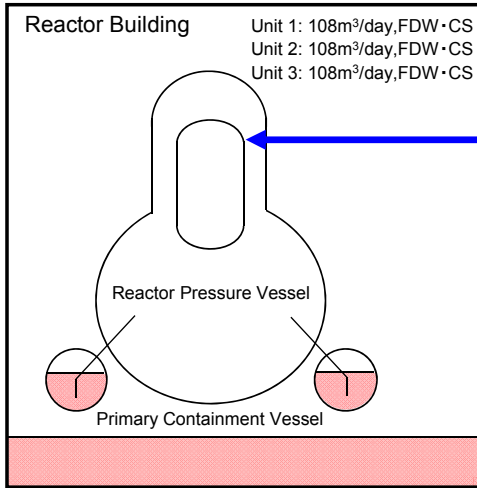 Reactor Building
Unit 1: 108m³/day,FDW・CS
Unit 2: 108m³/day,FDW・CS
Unit 3: 108m³/day,FDW・CS
Reactor Pressure Vessel
Primary Containment Vessel